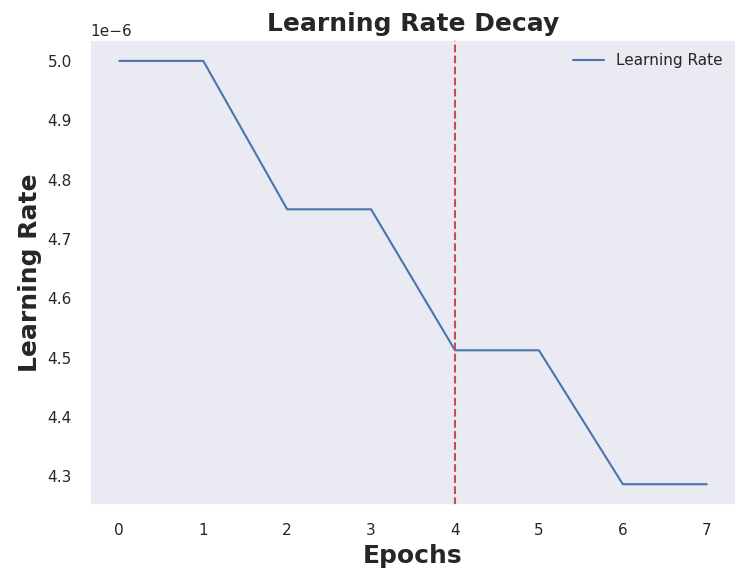 Learning Rate Decay
1e−6
Learning Rate
5.0
4.9
4.8
4.7
4.6
4.5
4.4
4.3
Learning Rate
0 1 2 3 4 5 6 7
Epochs